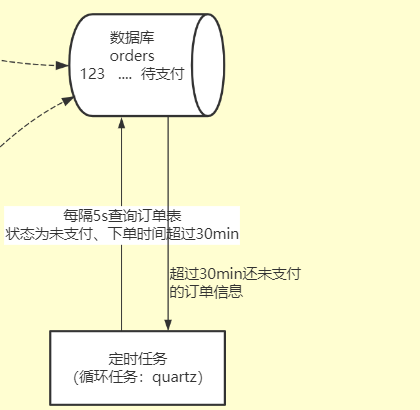 数据库
orders
123 .... 待支付
每隔5s查询订单表
状态为未支付、下单时间超过30min
超过30min还未支付
的订单信息
定时任务
（循环任务：quartz）